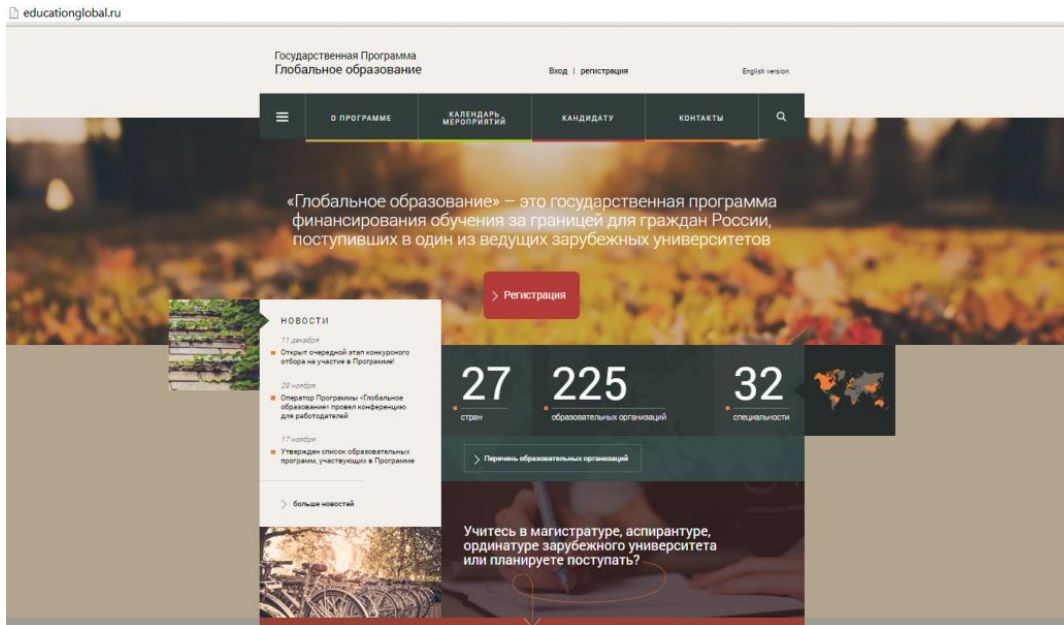 educationglobal.ru
Государственная Программа
Глобальное образование
Вход | регистрация
English version
О ПРОГРАММЕ
КАЛЕНДАРЬ
МЕРОПРИЯТИЙ
КАНДИДАТУ
КОНТАКТЫ
«Глобальное образование» – это государственная программа
финансирования обучения за границей для граждан России,
поступивших в один из ведущих зарубежных университетов
Регистрация
НОВОСТИ
11 декабря
Открыт очередной этап конкурсного
отбора на участие в Программе!
29 ноября
Оператор Программы «Глобальное
образование» провел конференцию
для работодателей
17 ноября
Утвержден список образовательных
программ, участвующих в Программе
больше новостей
27
стран
225
образовательных организаций
32
специальности
Перечень образовательных организаций
Учитесь в магистратуре, аспирантуре,
ординатуре зарубежного университета
или планируете поступать?